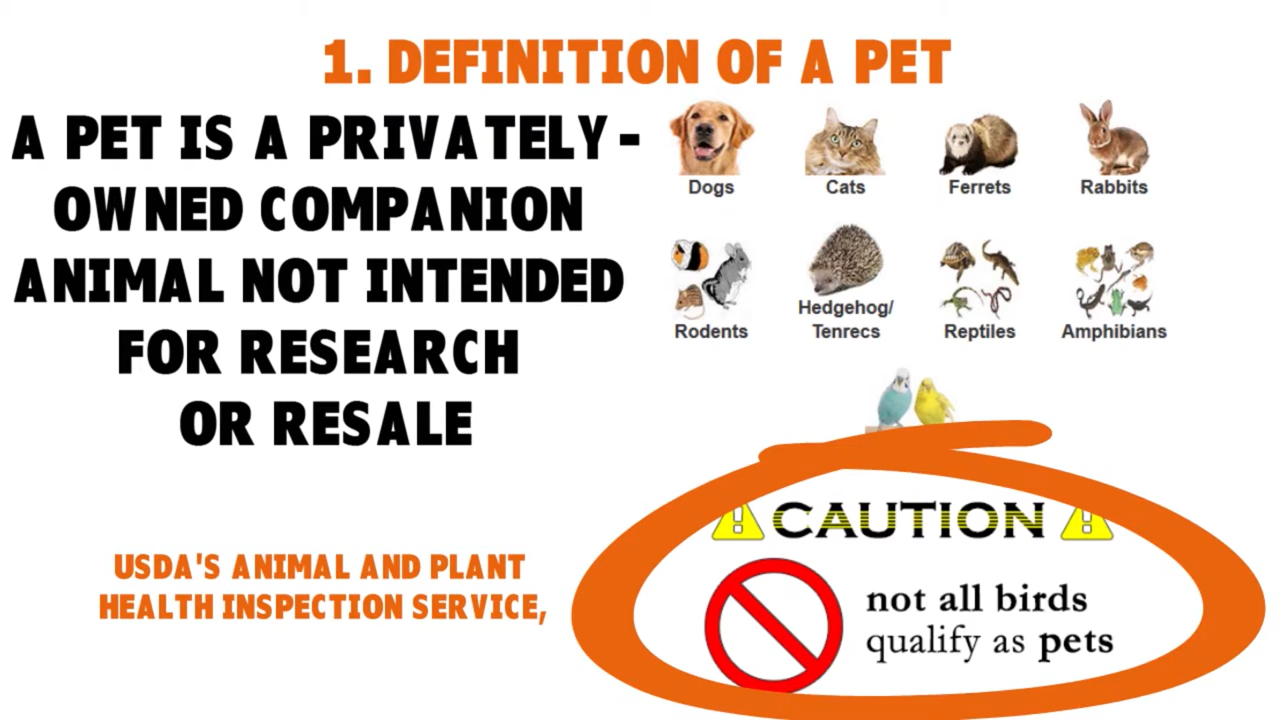 1. DEFINITION OF A PET
A PET IS A PRIVATELY-
OWNED COMPANION
ANIMAL NOT INTENDED
FOR RESEARCH
OR RESALE
USDA'S ANIMAL AND PLANT
HEALTH INSPECTION SERVICE,
Dogs
Cats
Ferrets
Rabbits
Rodents
Hedgehog/
Tenrecs
Reptiles
Amphibians
CAUTION
not all birds
qualify as pets